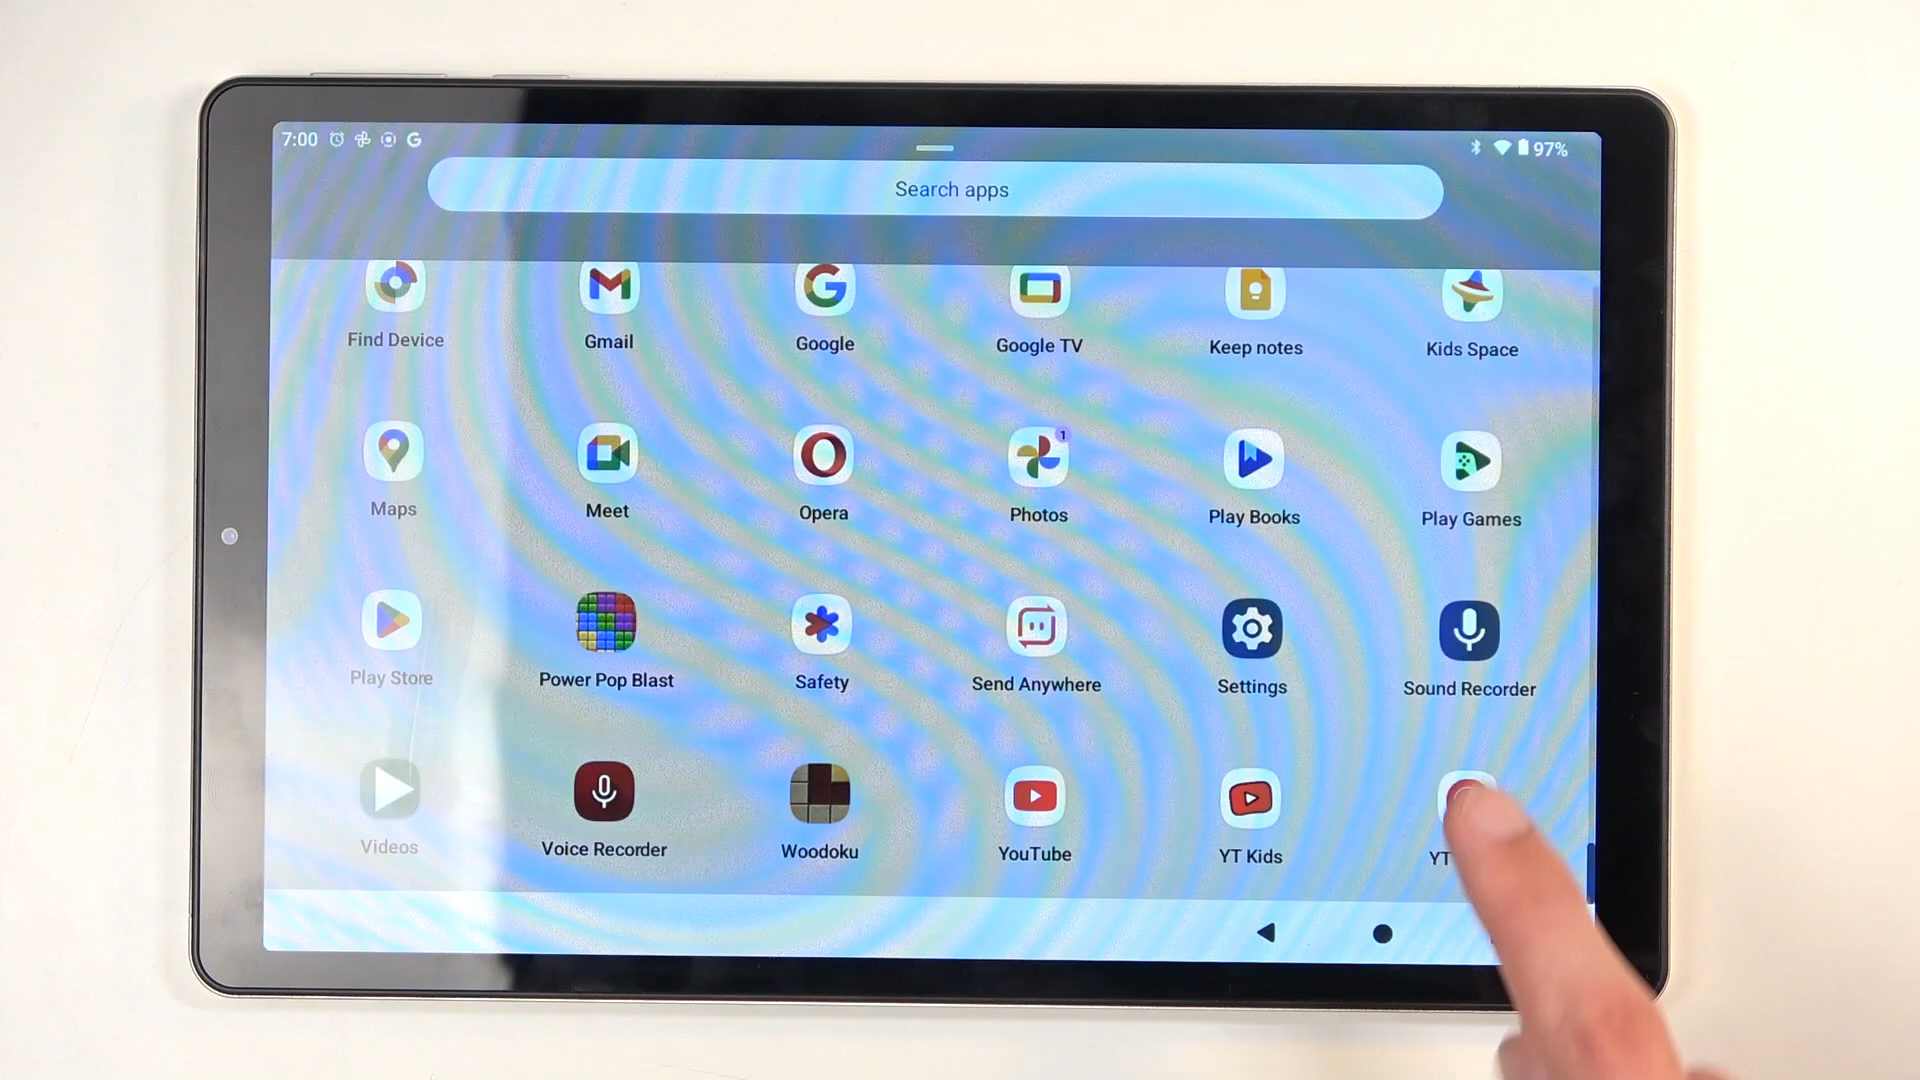 7:00 97%
Search apps
Find Device Gmail Google Google TV Keep notes Kids Space
1
Maps Meet Opera Photos Play Books Play Games
Play Store Power Pop Blast Safety Send Anywhere Settings Sound Recorder
Videos Voice Recorder Woodoku YouTube YT Kids YT